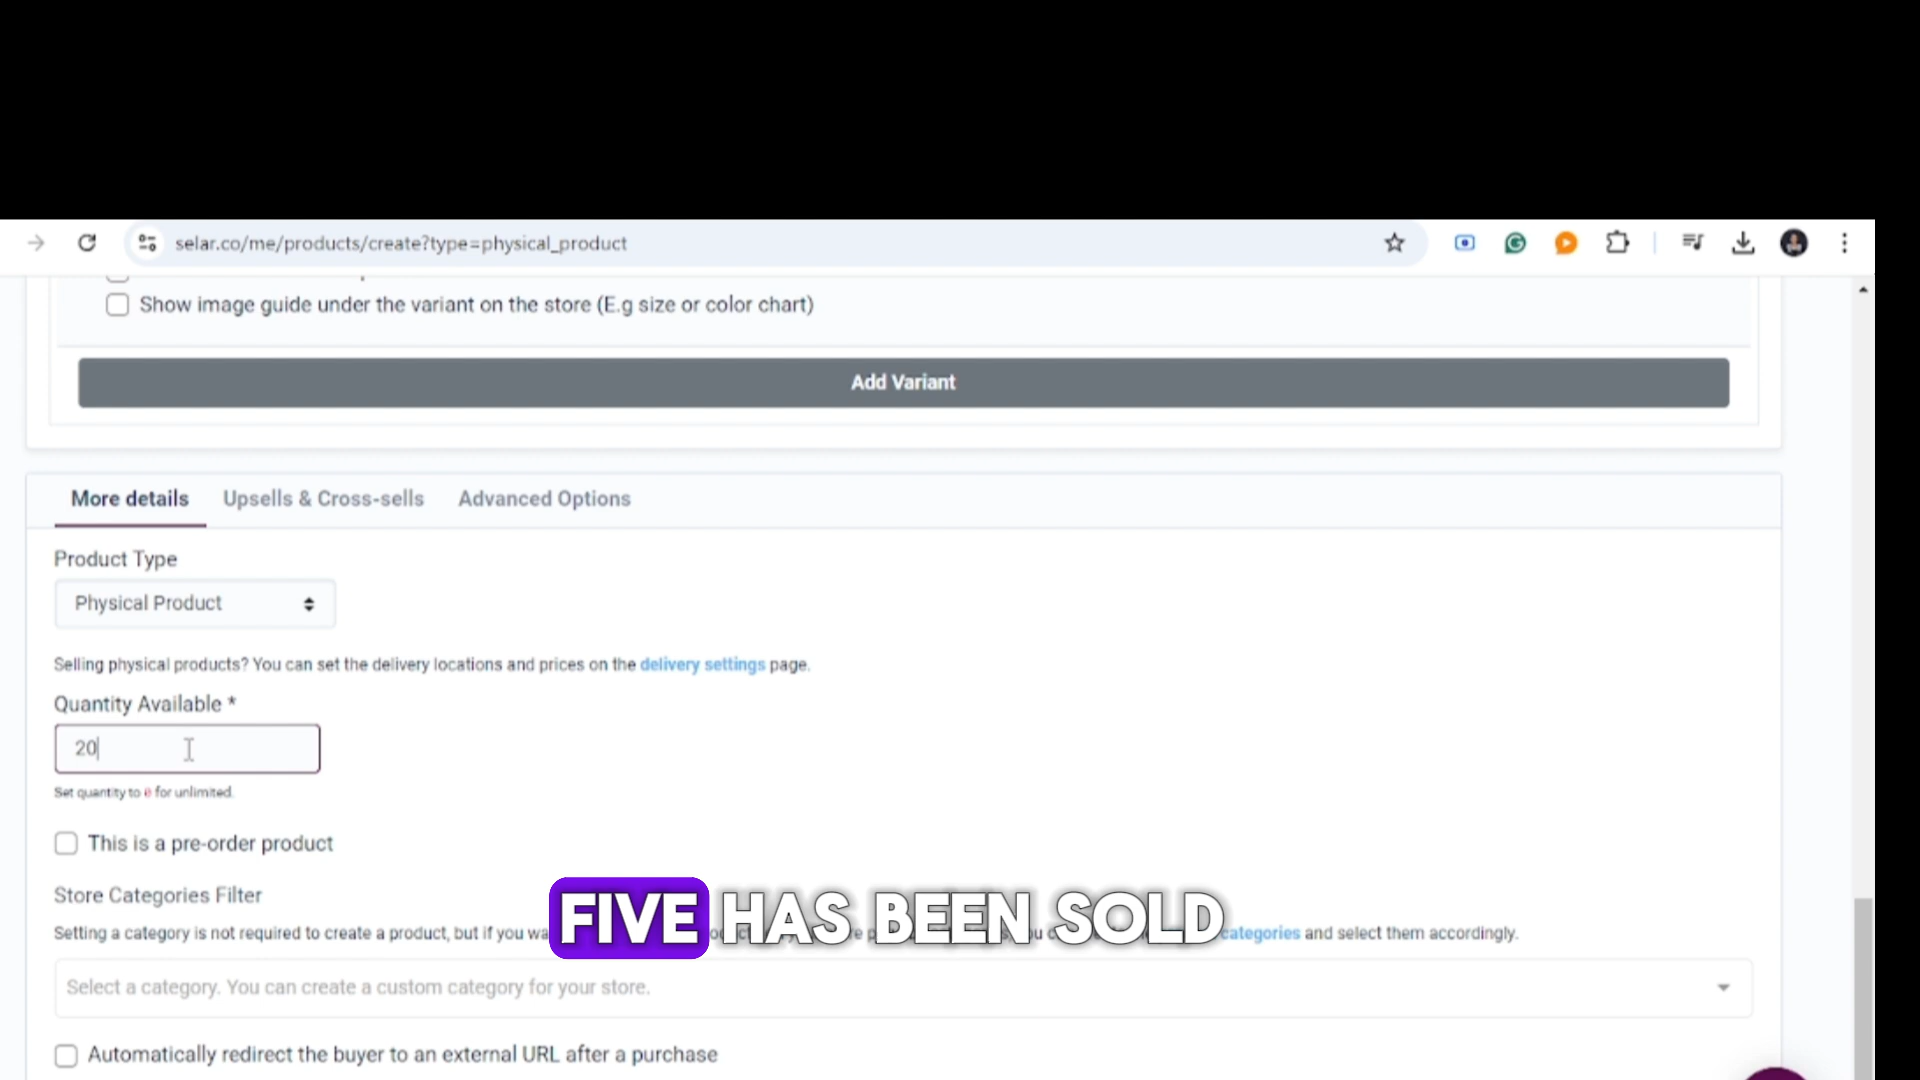 selar.co/me/products/create?type=physical_product
Show image guide under the variant on the store (E.g size or color chart)
Add Variant
More details Upsells & Cross-sells Advanced Options
Product Type
Physical Product
Selling physical products? You can set the delivery locations and prices on the delivery settings page.
Quantity Available *
20
Set quantity to 0 for unlimited.
This is a pre-order product
Store Categories Filter
FIVE HAS BEEN SOLD
Setting a category is not required to create a product, but if you categories and select them accordingly.
Select a category. You can create a custom category for your store.
Automatically redirect the buyer to an external URL after a purchase